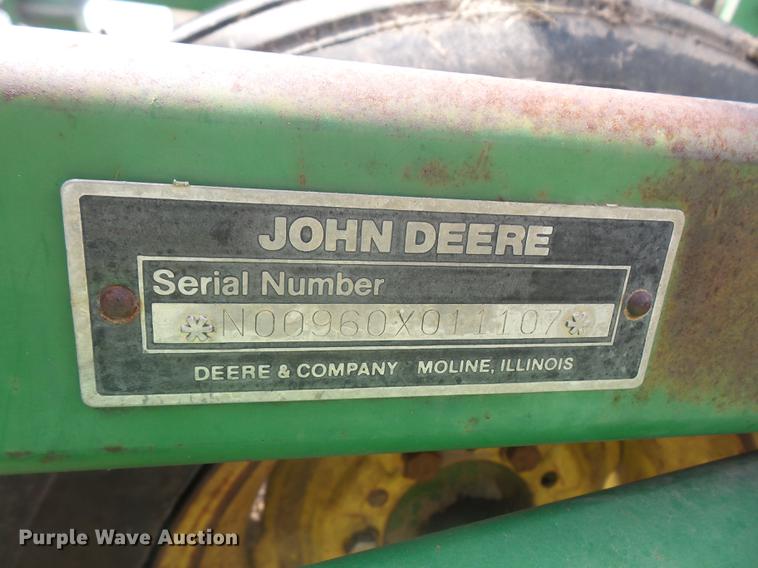 JOHN DEERE
Serial Number
*N00960X011107*
DEERE & COMPANY MOLINE, ILLINOIS
Purple Wave Auction